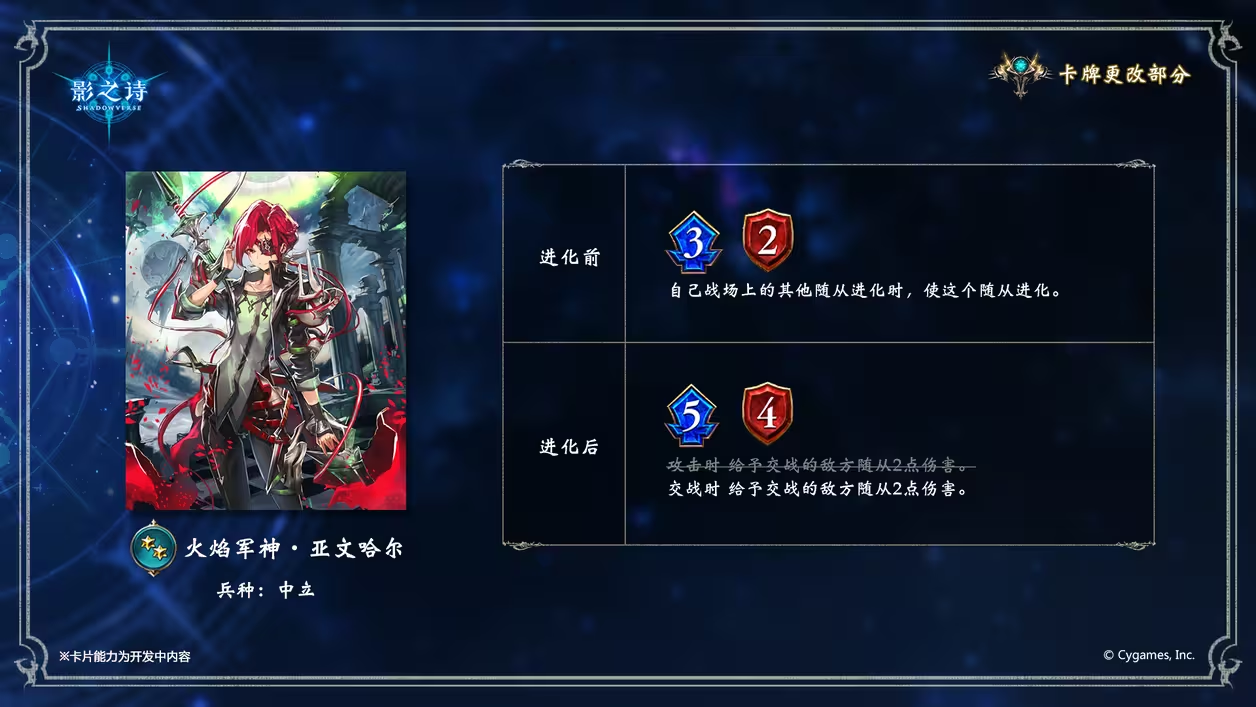 影之诗
SHADOWVERSE
卡牌更改部分
进化前
3 2
自己战场上的其他随从进化时，使这个随从进化。
进化后
5 4
攻击时 给予交战的敌方随从2点伤害。
交战时 给予交战的敌方随从2点伤害。
火焰军神·亚文哈尔
兵种：中立
※卡片能力为开发中内容
© Cygames, Inc.